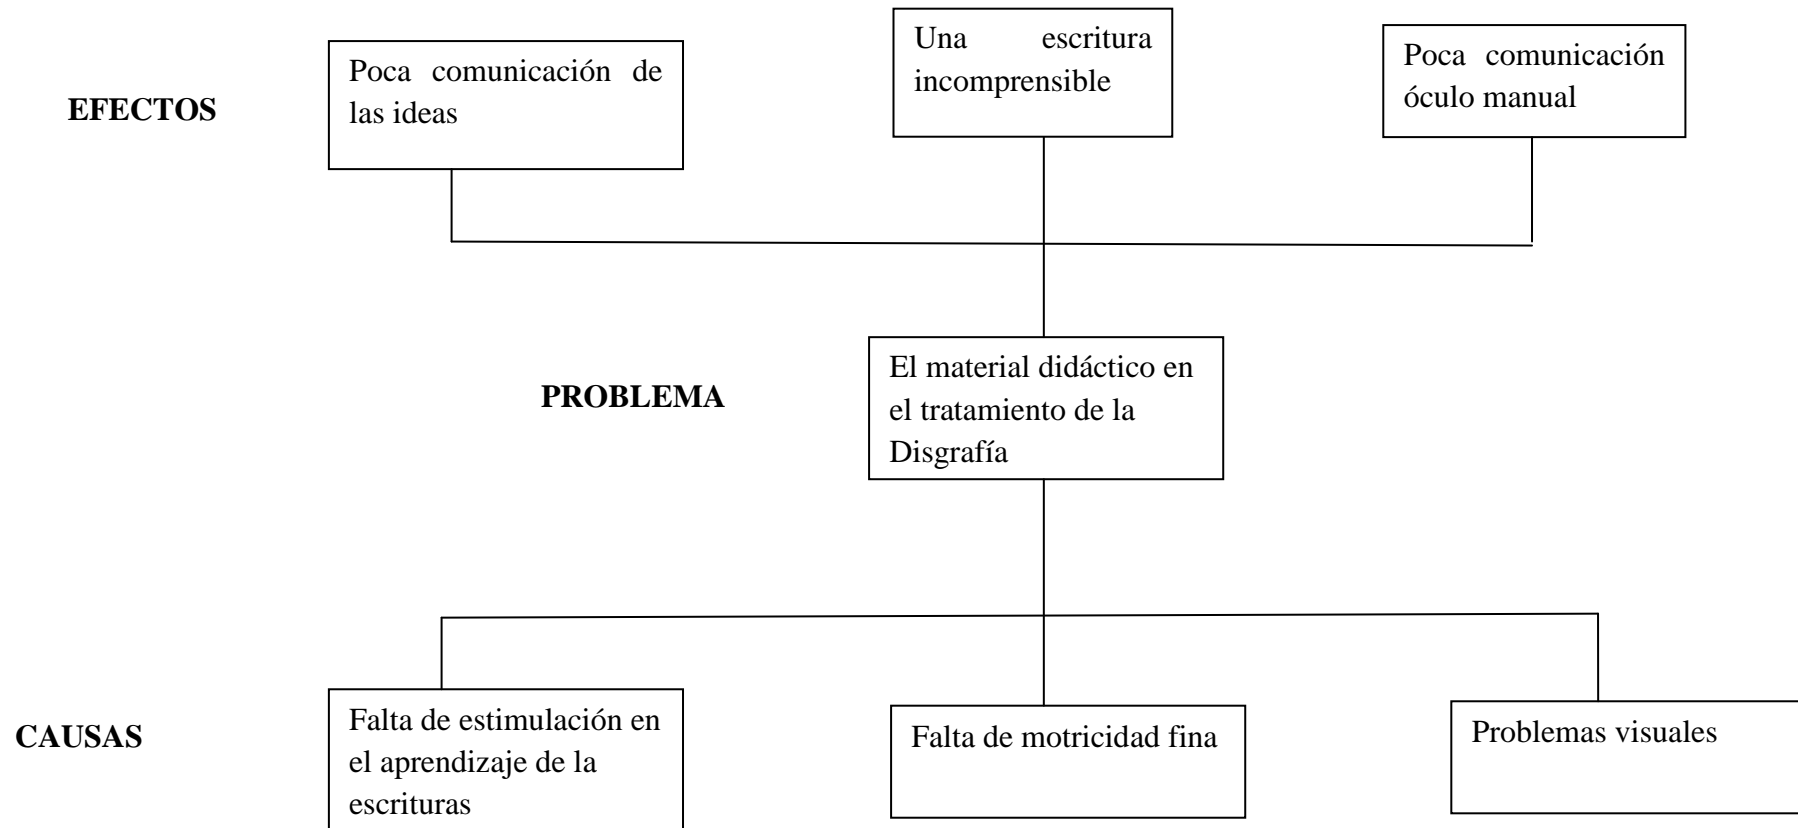 EFECTOS
Poca comunicación de
las ideas
Una escritura
incomprensible
Poca comunicación
óculo manual
PROBLEMA
El material didáctico en
el tratamiento de la
Disgrafía
CAUSAS
Falta de estimulación en
el aprendizaje de la
escrituras
Falta de motricidad fina
Problemas visuales